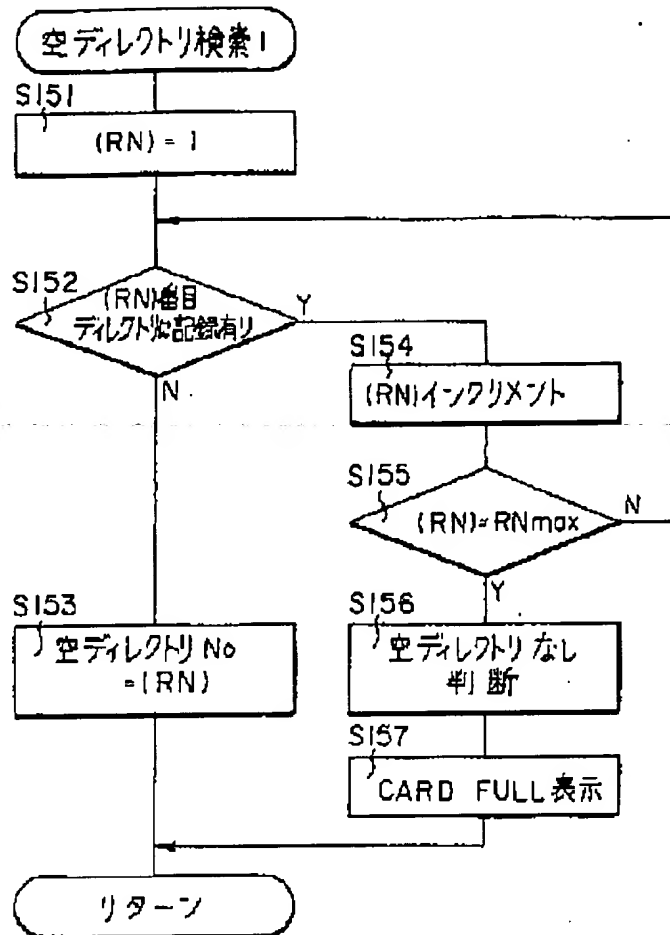 空ディレクトリ検索1
S151
(RN) = 1
S152
(RN)番目
ディレクトリに記録有り
Y
N
S154
(RN)インクリメント
S155
(RN)=RNmax
N
Y
S153
空ディレクトリNo
=(RN)
S156
空ディレクトリなし
判断
S157
CARD FULL表示
リターン